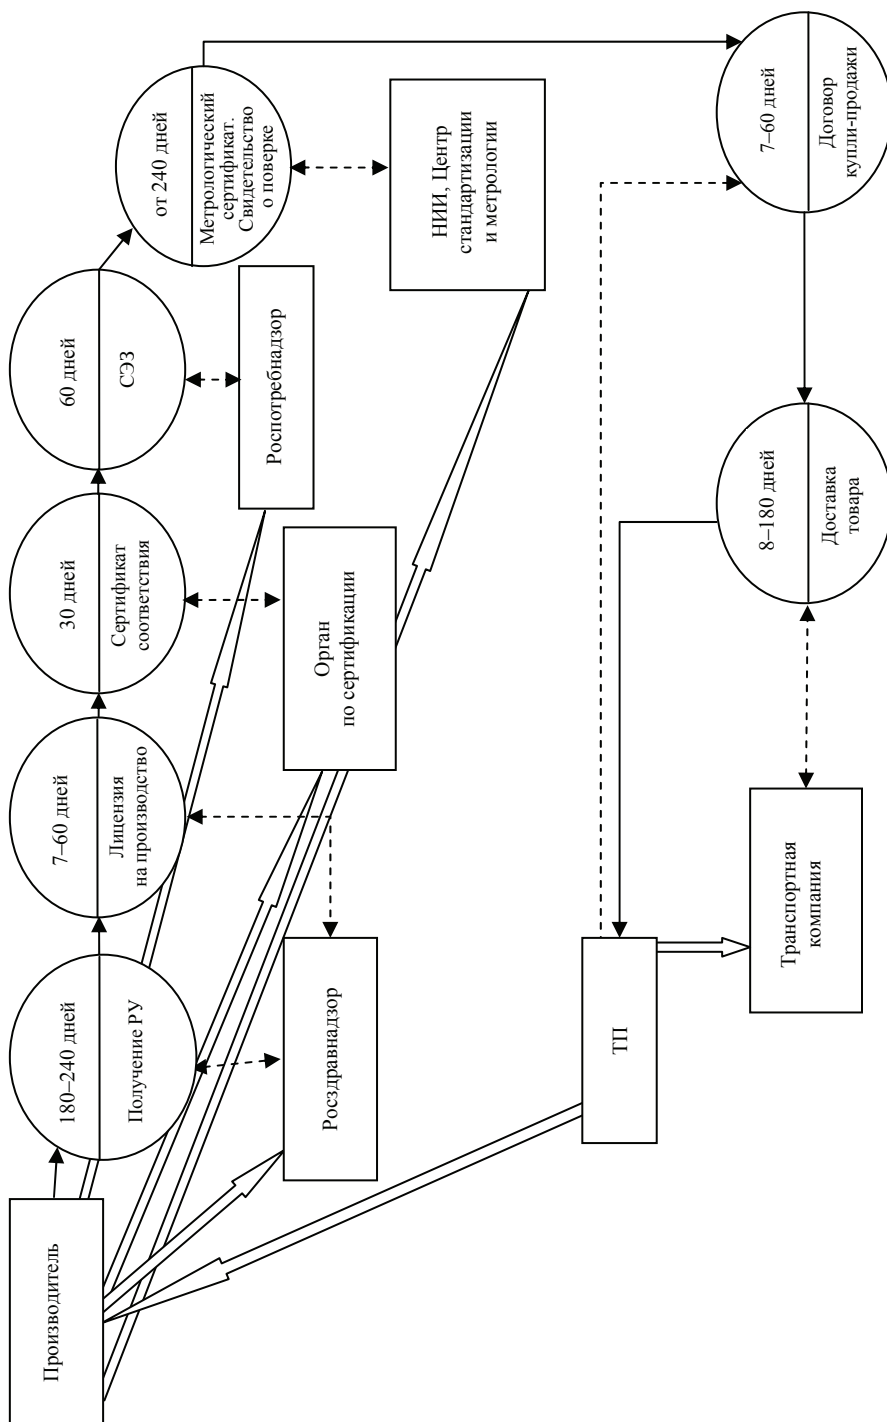 Производитель
180–240 дней
Получение РУ
7–60 дней
Лицензия
на производство
30 дней
Сертификат
соответствия
60 дней
СЭЗ
от 240 дней
Метрологический
сертификат.
Свидетельство
о поверке
Росздравнадзор
Орган
по сертификации
Роспотребнадзор
НИИ, Центр
стандартизации
и метрологии
ТП
Транспортная
компания
8–180 дней
Доставка
товара
7–60 дней
Договор
купли-продажи